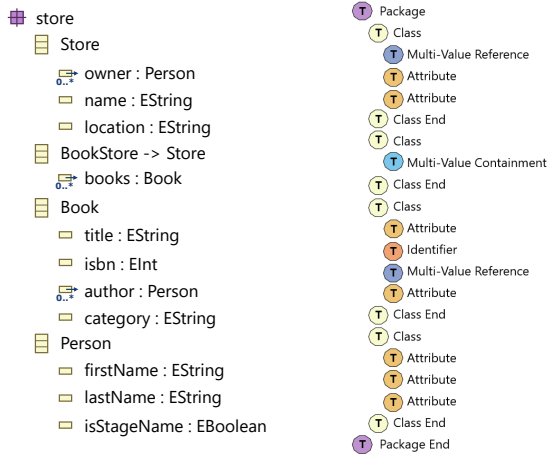 store
Store
0..* owner : Person
name : EString
location : EString
BookStore -> Store
0..* books : Book
Book
title : EString
isbn : EInt
0..* author : Person
category : EString
Person
firstName : EString
lastName : EString
isStageName : EBoolean
T Package
T Class
T Multi-Value Reference
T Attribute
T Attribute
T Class End
T Class
T Multi-Value Containment
T Class End
T Class
T Attribute
T Identifier
T Multi-Value Reference
T Attribute
T Class End
T Class
T Attribute
T Attribute
T Attribute
T Class End
T Package End